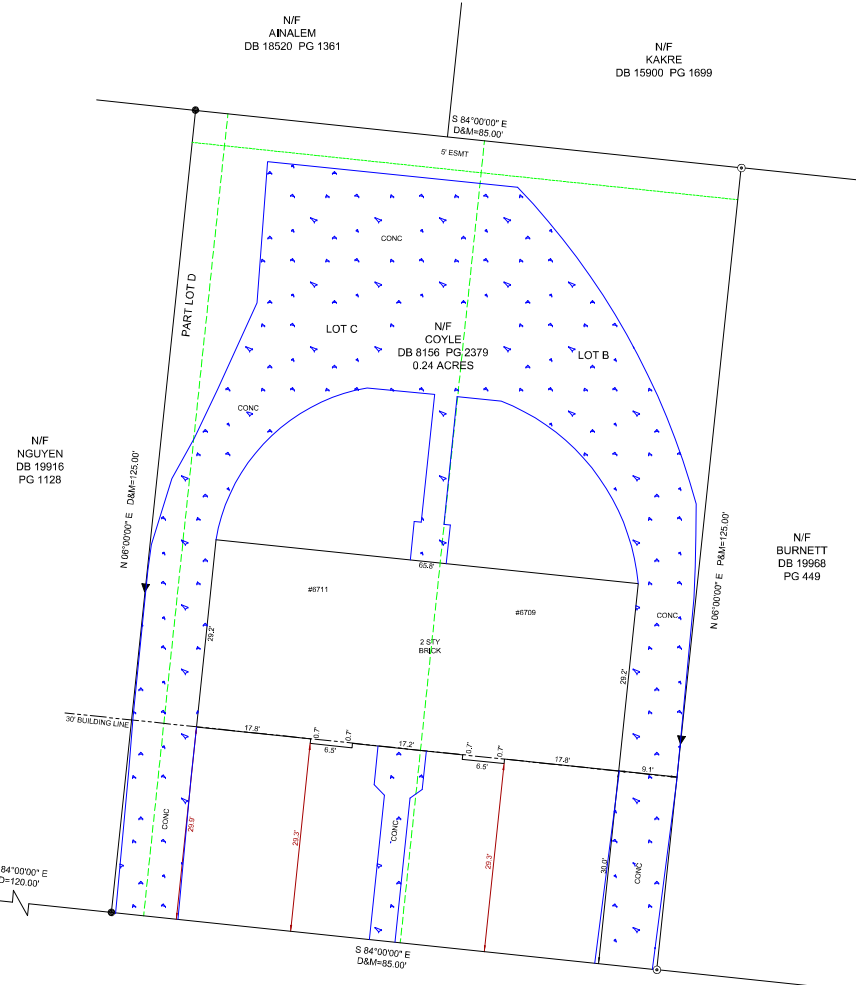 N/F
AINALEM
DB 18520 PG 1361
N/F
KAKRE
DB 15900 PG 1699
S 84°00'00" E
D&M=85.00'
5' ESMT
CONC
PART LOT D
LOT C
N/F
COYLE
DB 8156 PG 2379
0.24 ACRES
LOT B
CONC
N/F
NGUYEN
DB 19916
PG 1128
N 06°00'00" E D&M=125.00'
N 06°00'00" E P&M=125.00'
N/F
BURNETT
DB 19968
PG 449
65.8'
#6711
#6709
CONC
2 STY
BRICK
29.2'
29.2'
30' BUILDING LINE
17.8'
0.7'
0.7'
6.5'
17.2'
0.7'
0.7'
6.5'
17.8'
9.1'
CONC
29.9'
29.3'
CONC
29.3'
30.0'
CONC
84°00'00" E
D=120.00'
S 84°00'00" E
D&M=85.00'